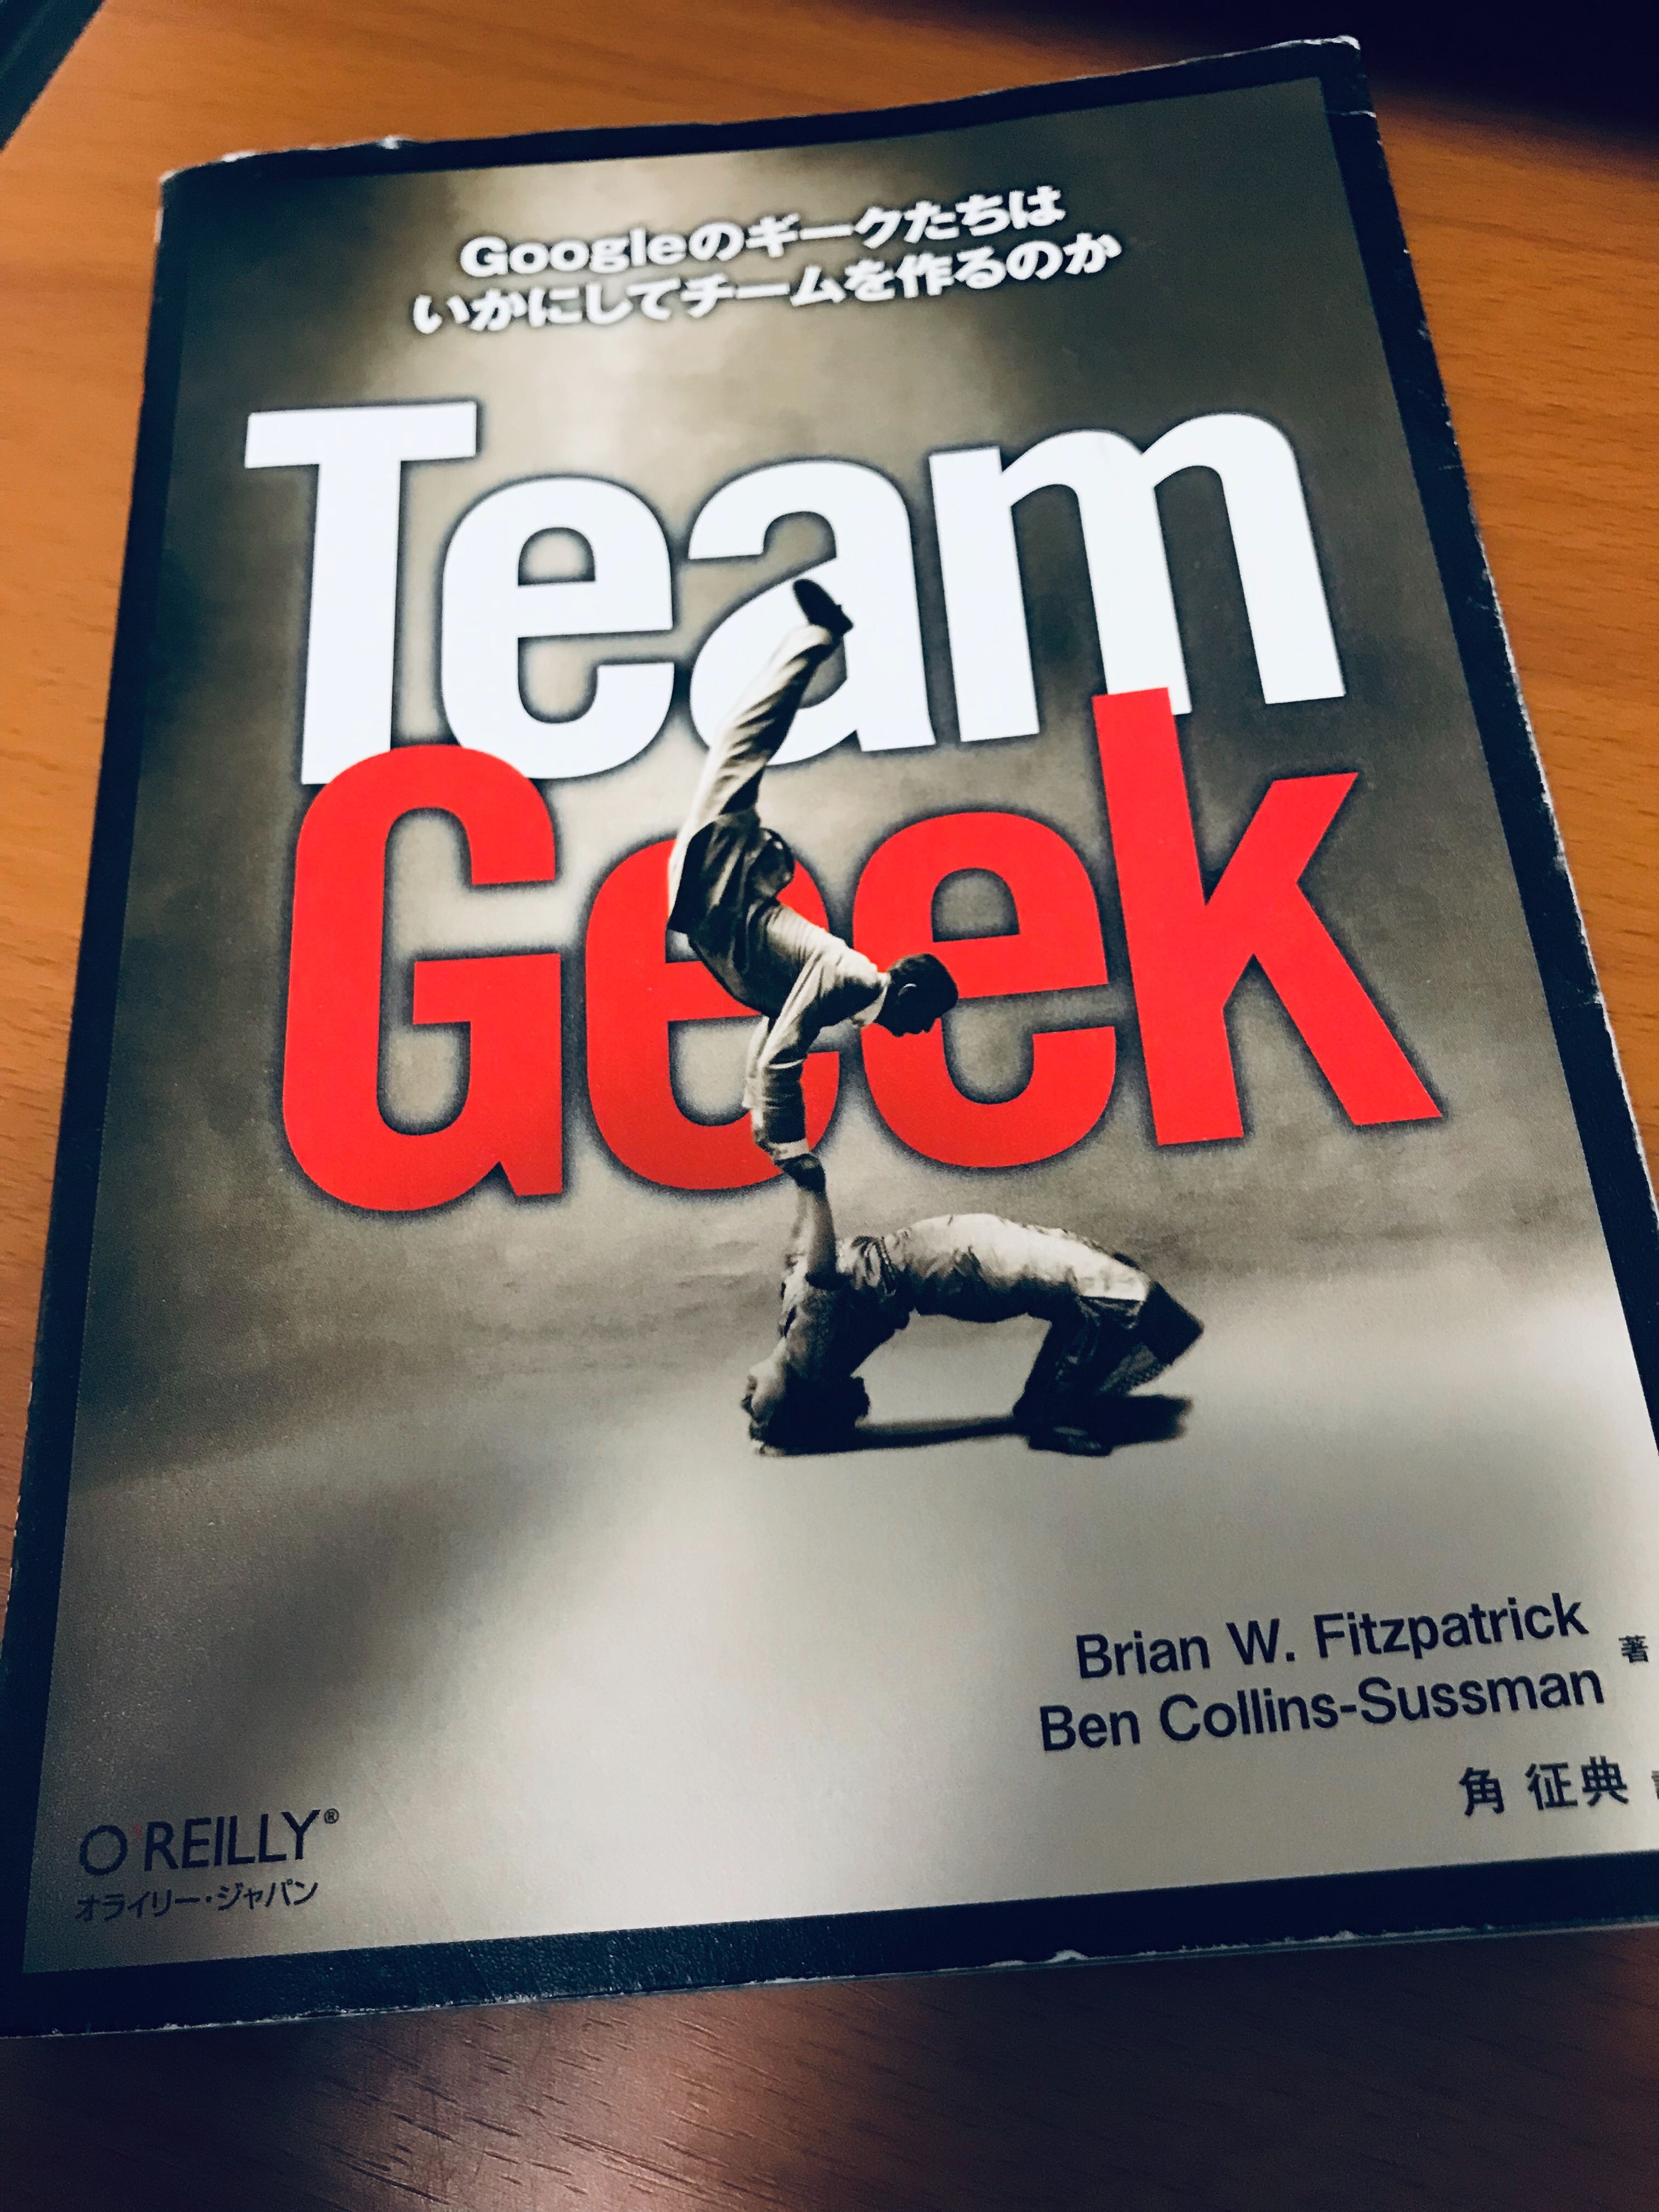 Googleのギークたちは
いかにしてチームを作るのか
Team
Geek
Brian W. Fitzpatrick
Ben Collins-Sussman
著
角 征典
O'REILLY®
オライリー・ジャパン